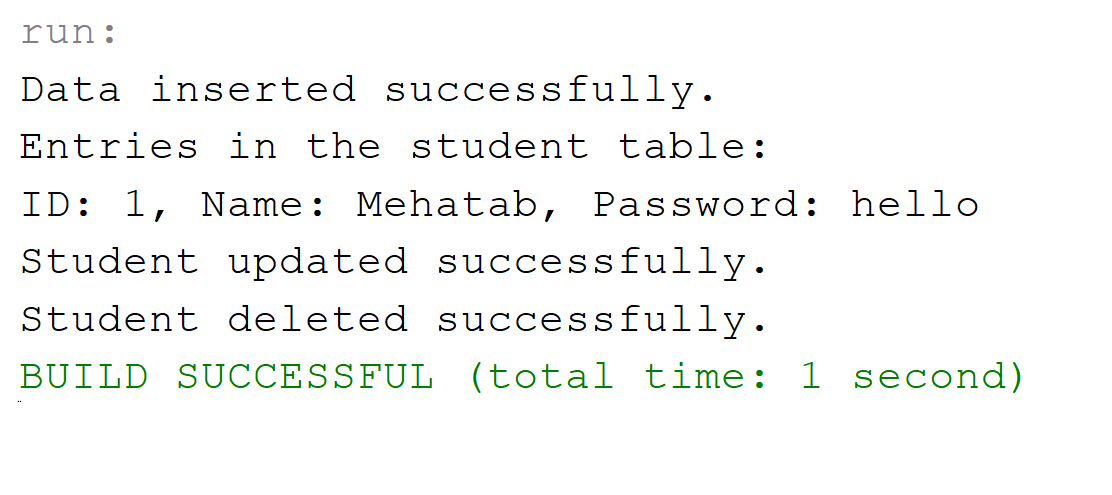 run:
Data inserted successfully.
Entries in the student table:
ID: 1, Name: Mehatab, Password: hello
Student updated successfully.
Student deleted successfully.
BUILD SUCCESSFUL (total time: 1 second)